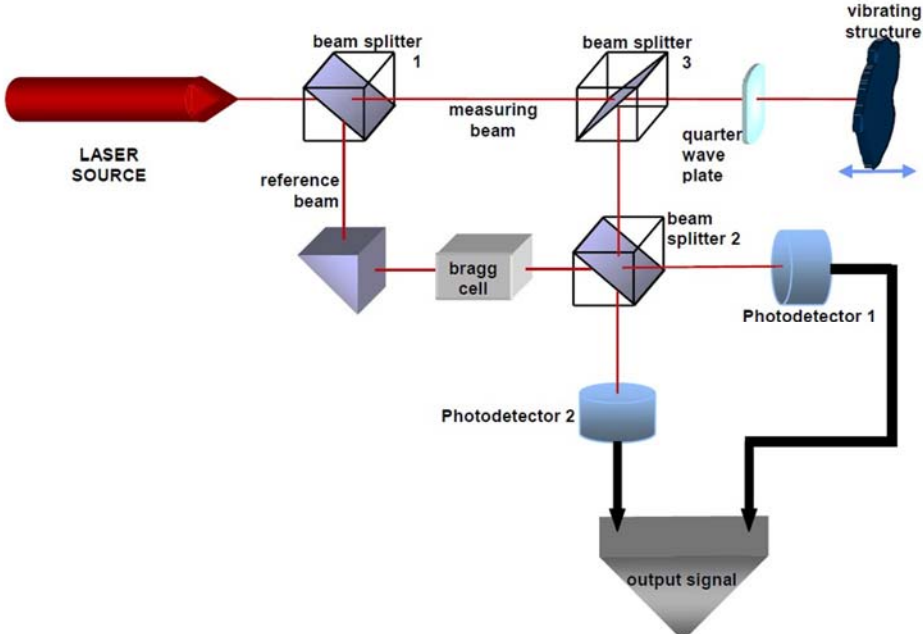 beam splitter
1
beam splitter
3
vibrating
structure
measuring
beam
quarter
wave
plate
LASER
SOURCE
reference
beam
beam
splitter 2
bragg
cell
Photodetector 1
Photodetector 2
output signal